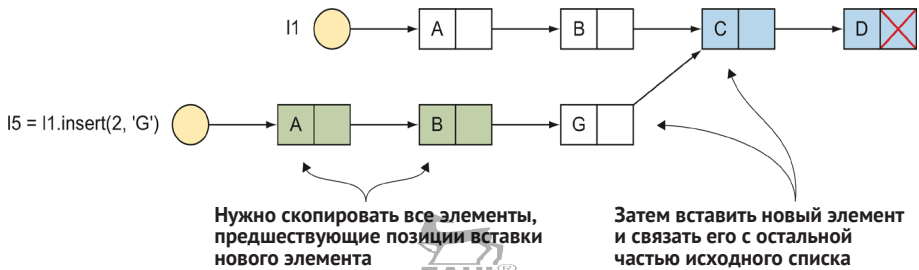 l1
A
B
C
D
l5 = l1.insert(2, 'G')
A
B
G
Нужно скопировать все элементы,
предшествующие позиции вставки
нового элемента
Затем вставить новый элемент
и связать его с остальной
частью исходного списка